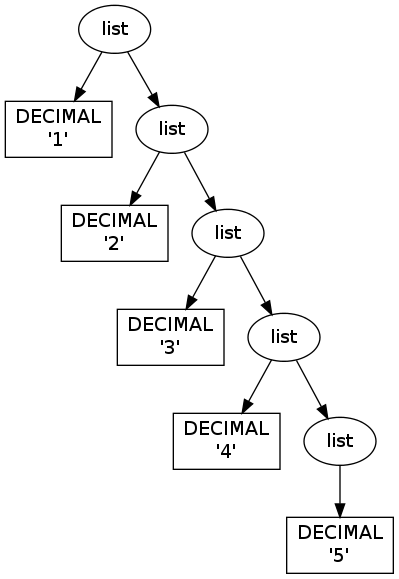 list
DECIMAL
'1'
list
DECIMAL
'2'
list
DECIMAL
'3'
list
DECIMAL
'4'
list
DECIMAL
'5'